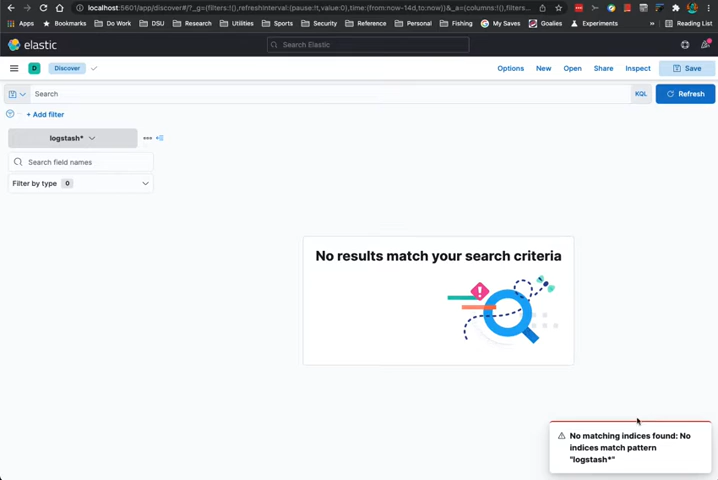 localhost:5601/app/discover#/?_g=(filters:!(),refreshInterval:(pause:!t,value:0),time:(from:now-14d,to:now))&_a=(columns:!(),filters...
Apps Bookmarks Do Work DSU Research Utilities Sports Security Reference Personal Fishing My Saves Goalies Experiments » Reading List
elastic
Search Elastic
D Discover Options New Open Share Inspect Save
Search KQL Refresh
+ Add filter
logstash*
Search field names
Filter by type 0
No results match your search criteria
No matching indices found: No
indices match pattern
"logstash*"